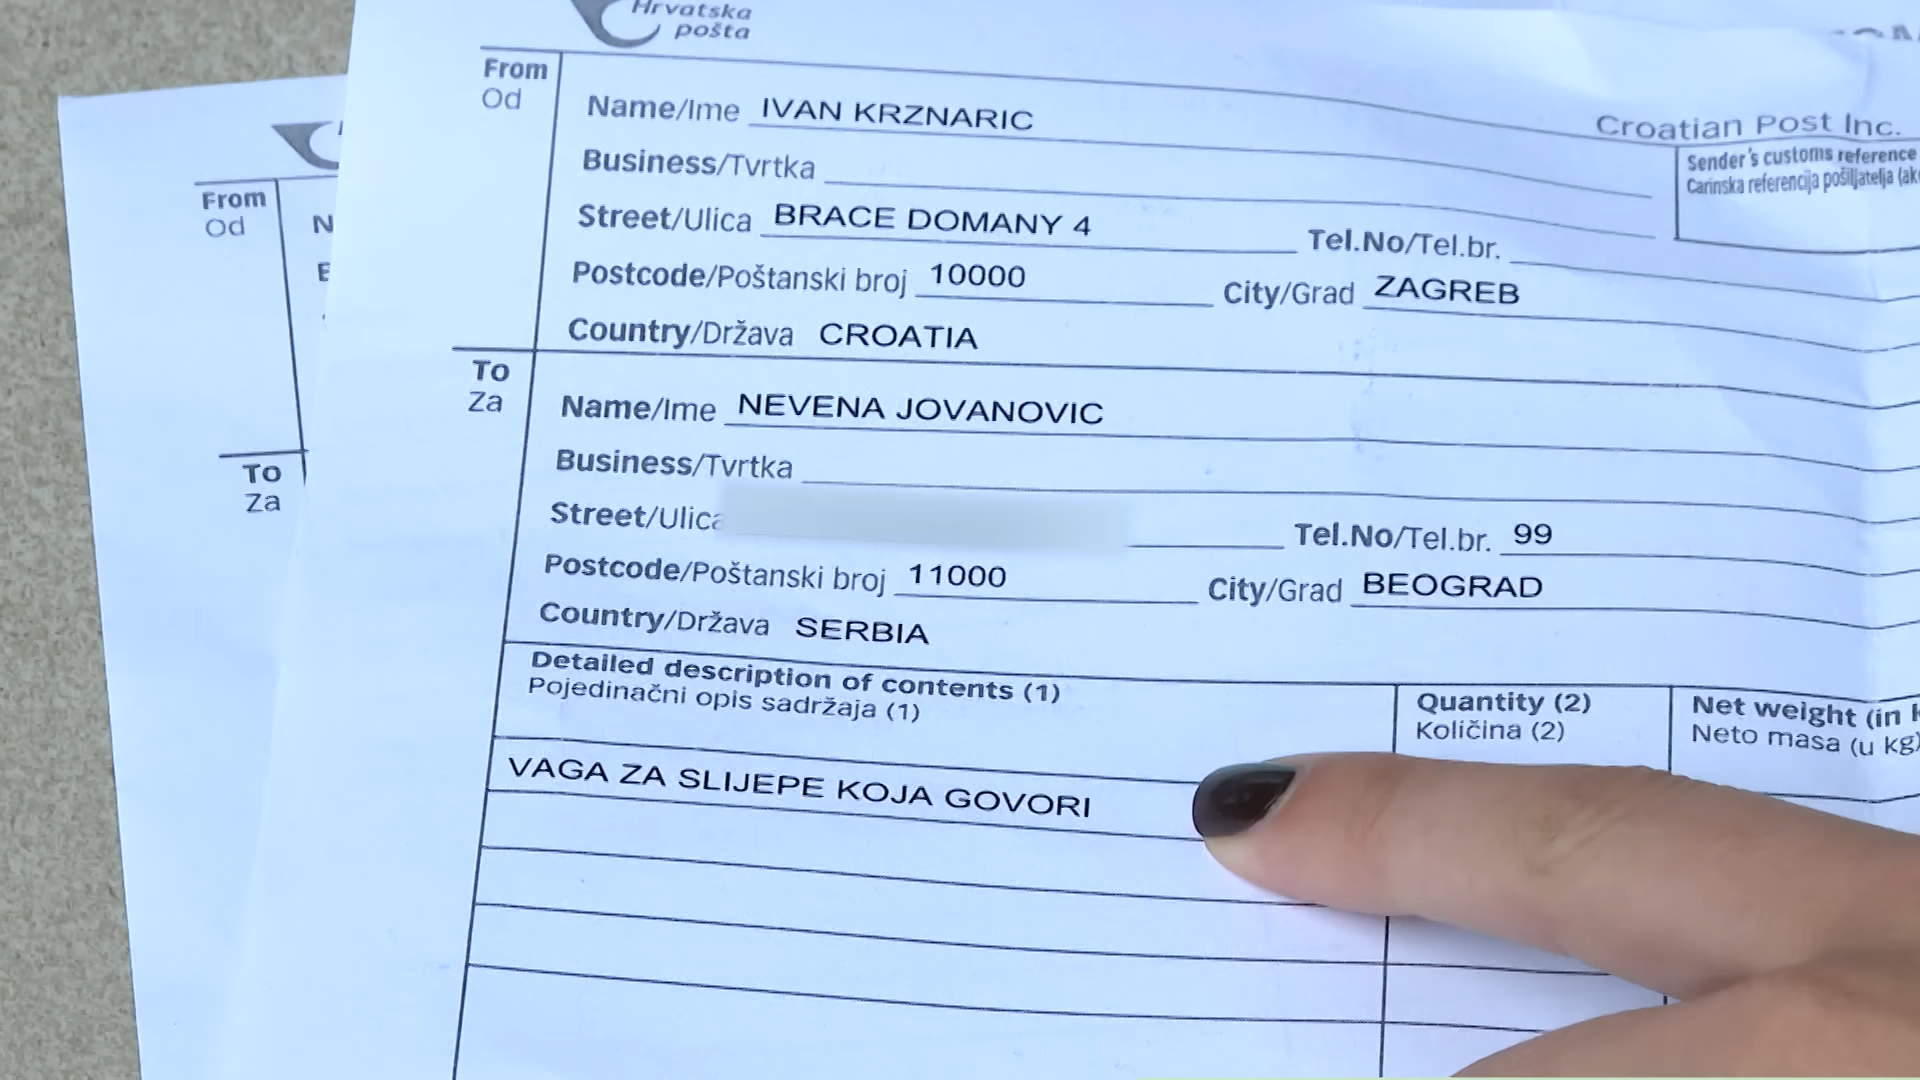 Hrvatska
pošta
From
Od
Name/Ime IVAN KRZNARIC
Croatian Post Inc.
Business/Tvrtka
Sender's customs reference
Carinska referencija pošiljatelja
Street/Ulica BRACE DOMANY 4
Tel.No/Tel.br.
Postcode/Poštanski broj 10000
City/Grad ZAGREB
Country/Država CROATIA
To
Za
Name/Ime NEVENA JOVANOVIC
Business/Tvrtka
Street/Ulica
Tel.No/Tel.br. 99
Postcode/Poštanski broj 11000
City/Grad BEOGRAD
Country/Država SERBIA
Detailed description of contents (1)
Pojedinačni opis sadržaja (1)
Quantity (2)
Količina (2)
Net weight (in
Neto masa (u kg)
VAGA ZA SLIJEPE KOJA GOVORI
From
Od
To
Za